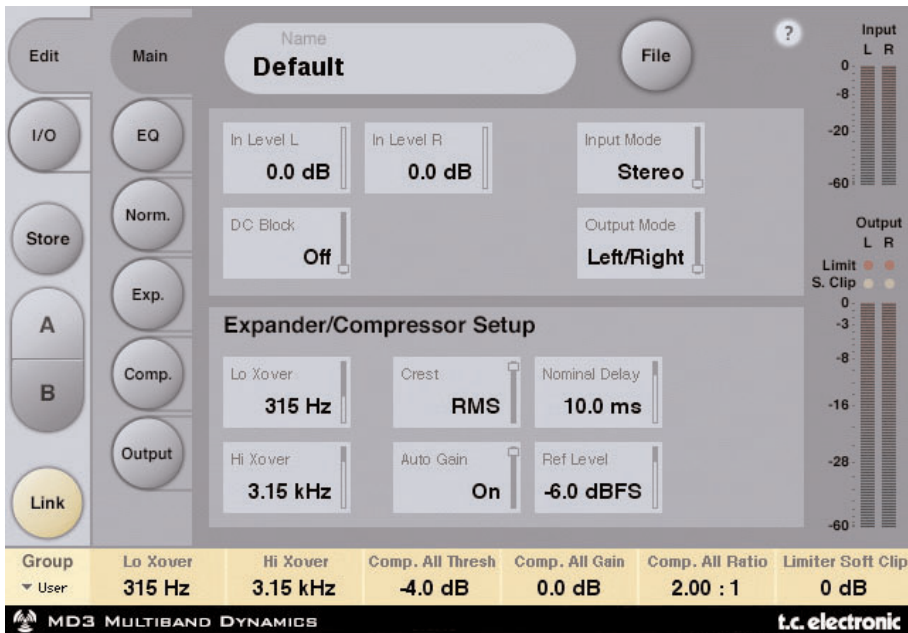 Edit
Main
Name
Default
File
?
Input
L R
0
-8
-20
-60
I/O
EQ
In Level L
0.0 dB
In Level R
0.0 dB
Input Mode
Stereo
Store
Norm.
DC Block
Off
Output Mode
Left/Right
Output
L R
Limit
S. Clip
0
-3
-8
-16
-28
-60
A
B
Exp.
Comp.
Output
Link
Expander/Compressor Setup
Lo Xover
315 Hz
Crest
RMS
Nominal Delay
10.0 ms
Hi Xover
3.15 kHz
Auto Gain
On
Ref Level
-6.0 dBFS
Group
User
Lo Xover
315 Hz
Hi Xover
3.15 kHz
Comp. All Thresh
-4.0 dB
Comp. All Gain
0.0 dB
Comp. All Ratio
2.00 : 1
Limiter Soft Clip
0 dB
MD3 MULTIBAND DYNAMICS
t.c. electronic